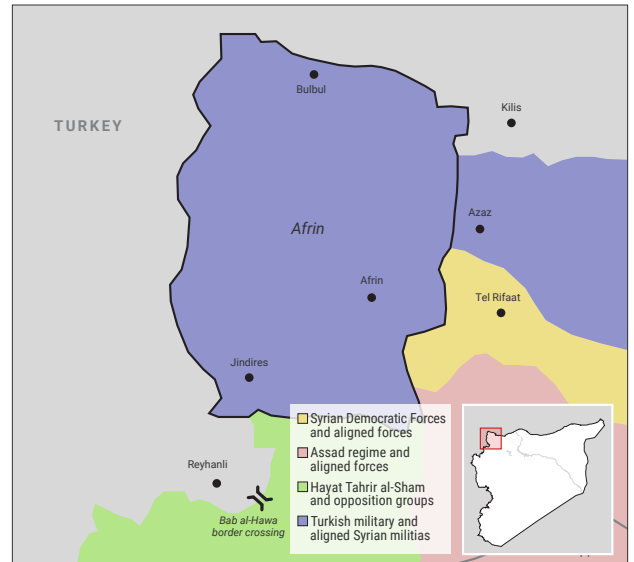 Bulbul
Kilis
TURKEY
Azaz
Afrin
Afrin
Tel Rifaat
Jindires
Reyhanli
Bab al-Hawa
border crossing
Syrian Democratic Forces
and aligned forces
Assad regime and
aligned forces
Hayat Tahrir al-Sham
and opposition groups
Turkish military and
aligned Syrian militias